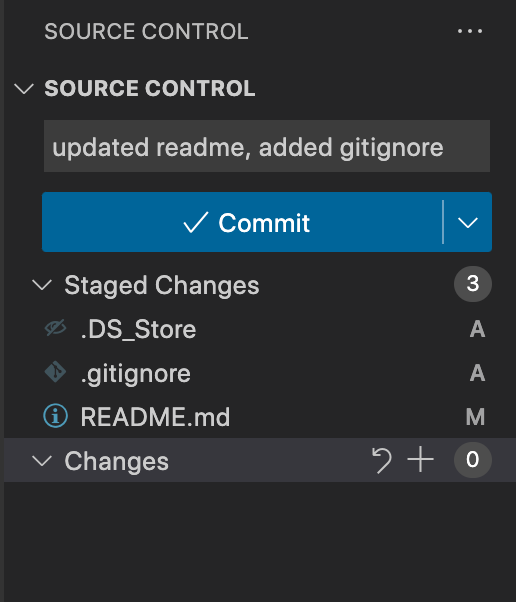 SOURCE CONTROL ···
SOURCE CONTROL
updated readme, added gitignore
Commit
Staged Changes 3
.DS_Store A
.gitignore A
README.md M
Changes 0